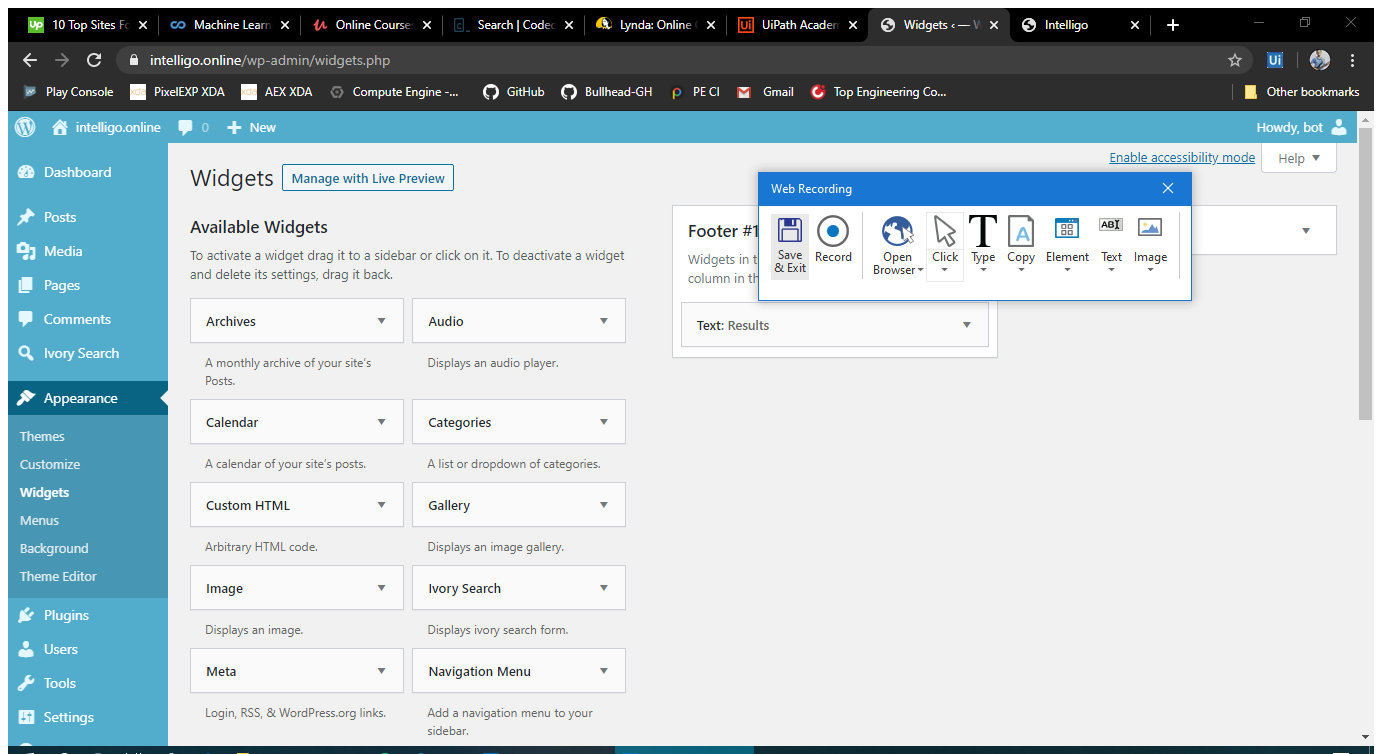 10 Top Sites Fo
Machine Learn
Online Course
Search | Codec
Lynda: Online C
UiPath Academ
Widgets ‹ — W
Intelligo
intelligo.online/wp-admin/widgets.php
Play Console
PixelEXP XDA
AEX XDA
Compute Engine -...
GitHub
Bullhead-GH
PE CI
Gmail
Top Engineering Co...
Other bookmarks
intelligo.online
0
New
Howdy, bot
Dashboard
Posts
Media
Pages
Comments
Ivory Search
Appearance
Themes
Customize
Widgets
Menus
Background
Theme Editor
Plugins
Users
Tools
Settings
Enable accessibility mode
Help
Widgets
Manage with Live Preview
Available Widgets
To activate a widget drag it to a sidebar or click on it. To deactivate a widget
and delete its settings, drag it back.
Archives
A monthly archive of your site's
Posts.
Audio
Displays an audio player.
Calendar
A calendar of your site's posts.
Categories
A list or dropdown of categories.
Custom HTML
Arbitrary HTML code.
Gallery
Displays an image gallery.
Image
Displays an image.
Ivory Search
Displays ivory search form.
Meta
Login, RSS, & WordPress.org links.
Navigation Menu
Add a navigation menu to your
sidebar.
Footer #1
Widgets in t
column in th
Text: Results
Web Recording
Save
& Exit
Record
Open
Browser
Click
Type
Copy
Element
Text
Image